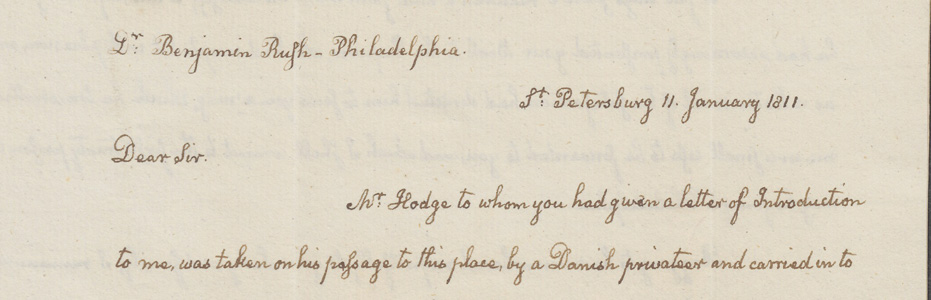 Dr. Benjamin Rush - Philadelphia.
St. Petersburg 11. January 1811.
Dear Sir.
Mr. Hodge to whom you had given a letter of Introduction
to me, was taken on his passage to this place, by a Danish privateer and carried in to